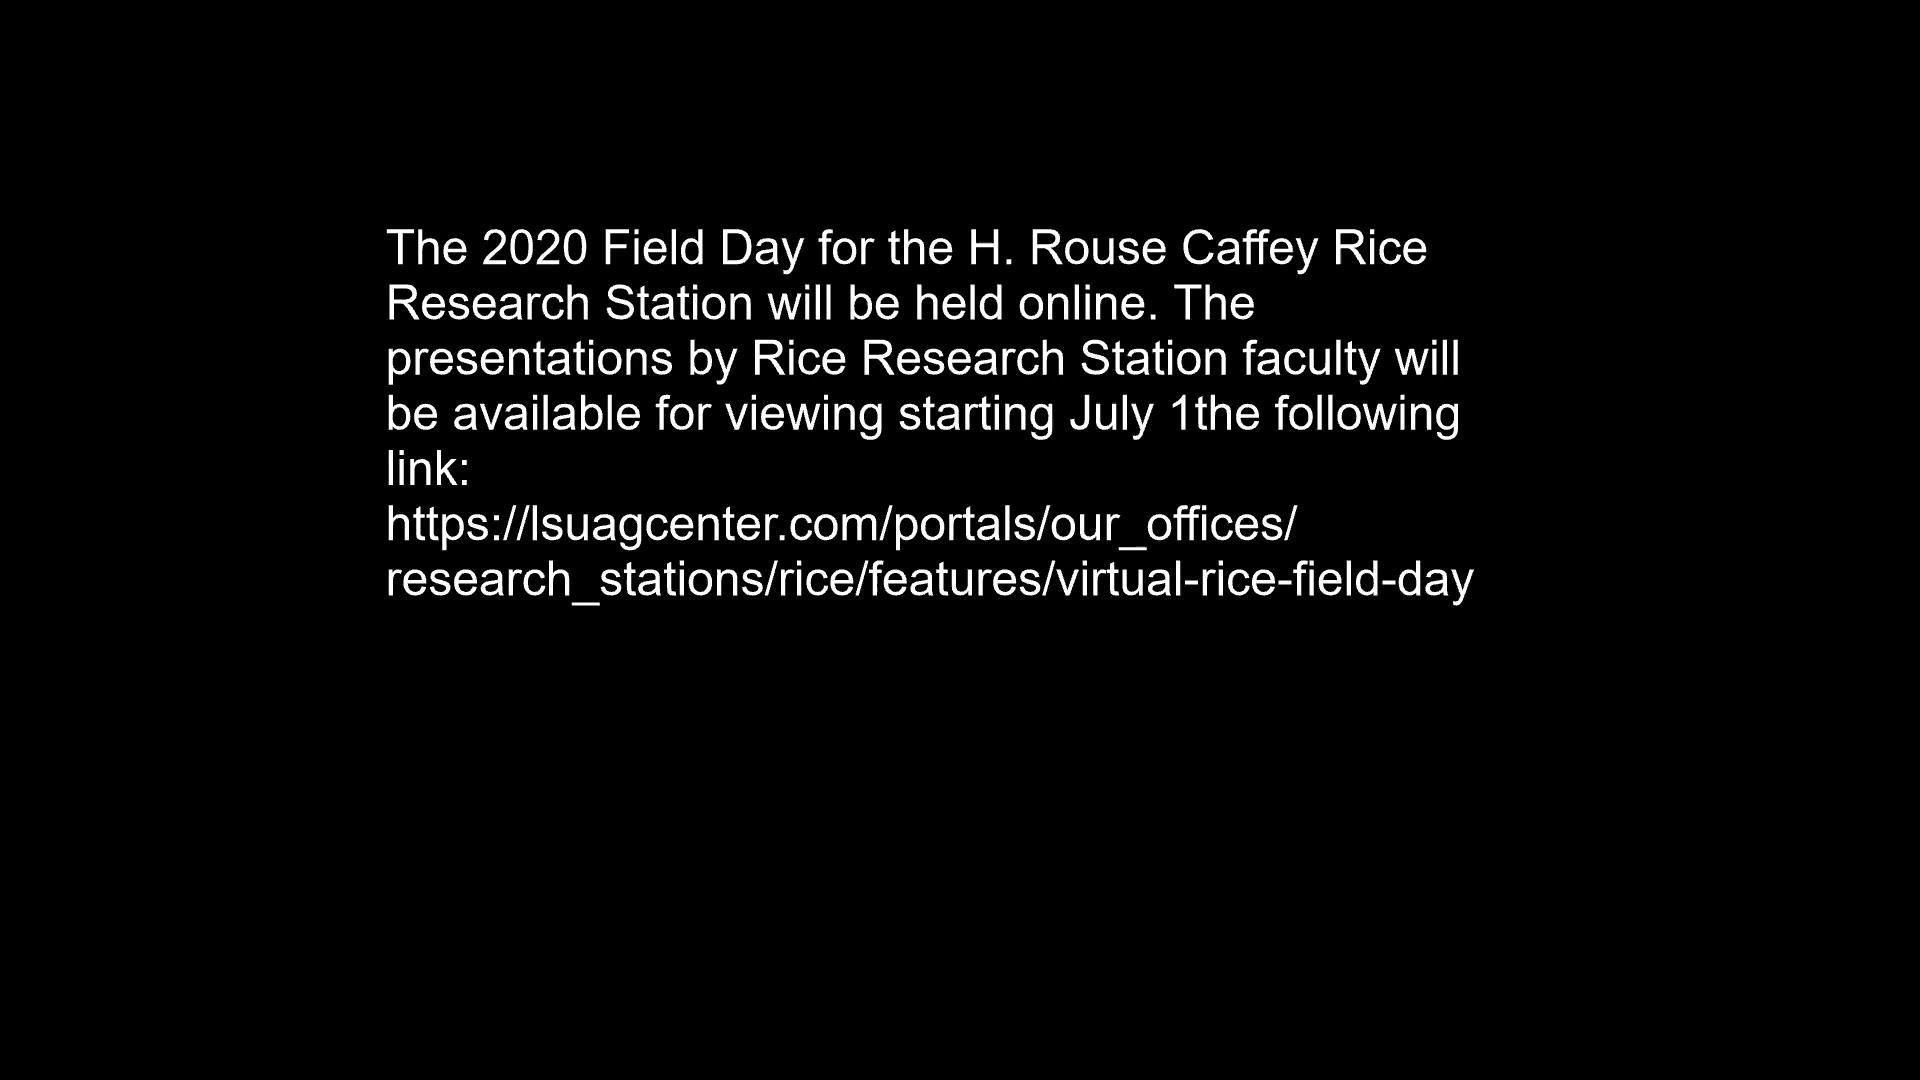 The 2020 Field Day for the H. Rouse Caffey Rice
Research Station will be held online. The
presentations by Rice Research Station faculty will
be available for viewing starting July 1the following
link:
https://lsuagcenter.com/portals/our_offices/
research_stations/rice/features/virtual-rice-field-day